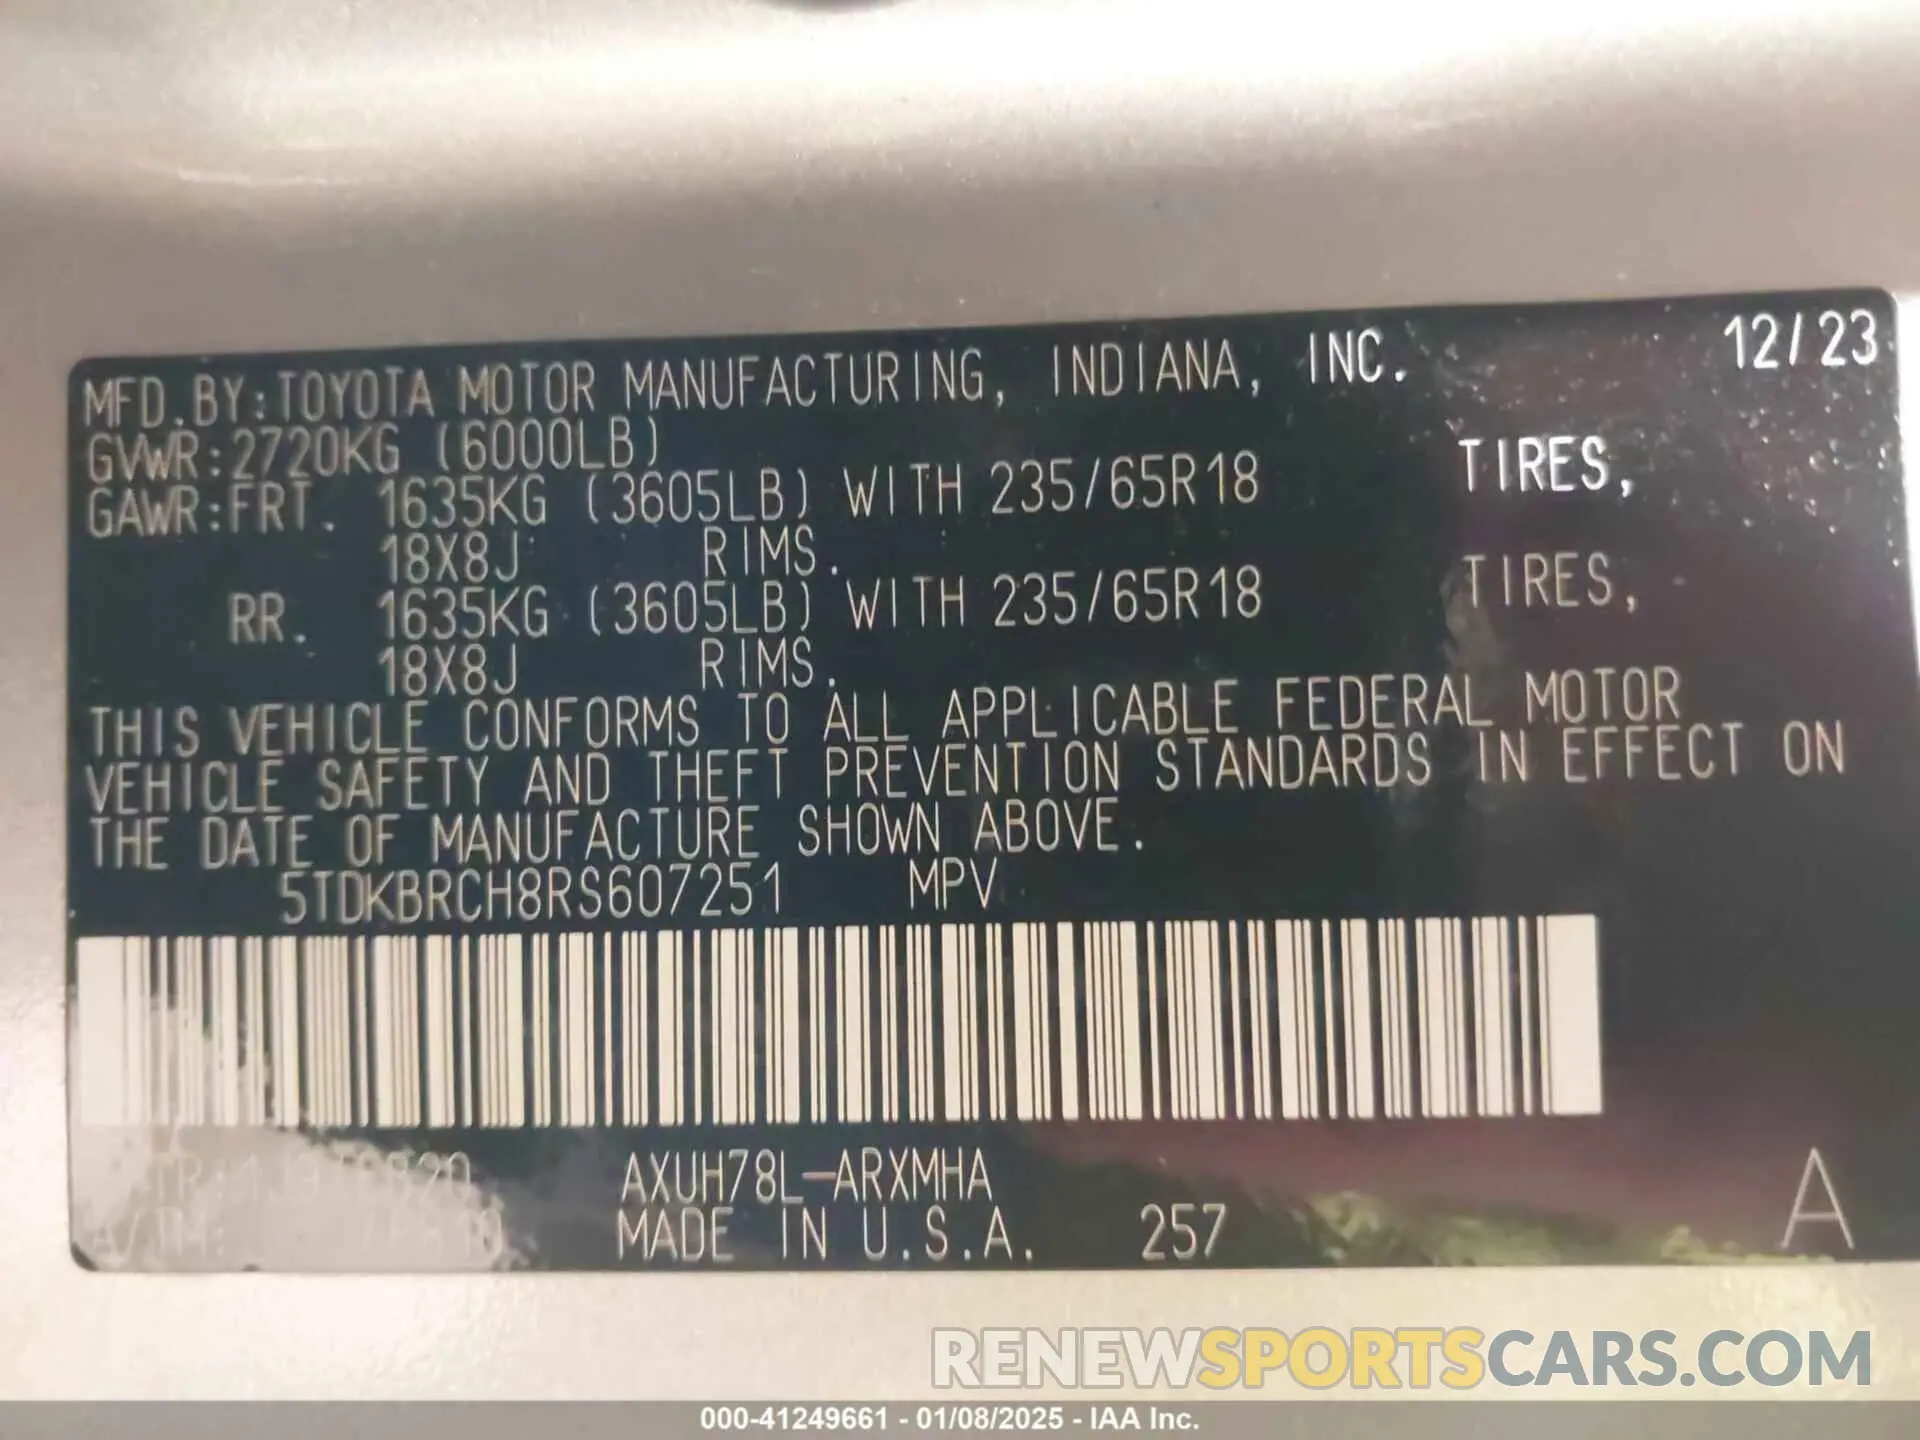 MFD.BY:TOYOTA MOTOR MANUFACTURING, INDIANA, INC. 12/23
GVWR:2720KG (6000LB)
GAWR:FRT. 1635KG (3605LB) WITH 235/65R18 TIRES,
18X8J RIMS.
RR. 1635KG (3605LB) WITH 235/65R18 TIRES,
18X8J RIMS.
THIS VEHICLE CONFORMS TO ALL APPLICABLE FEDERAL MOTOR
VEHICLE SAFETY AND THEFT PREVENTION STANDARDS IN EFFECT ON
THE DATE OF MANUFACTURE SHOWN ABOVE.
5TDKBRCH8RS607251 MPV
AXUH78L-ARXMHA
MADE IN U.S.A. 257 A
RENEWSPORTSCARS.COM
000-41249661 - 01/08/2025 - IAA Inc.